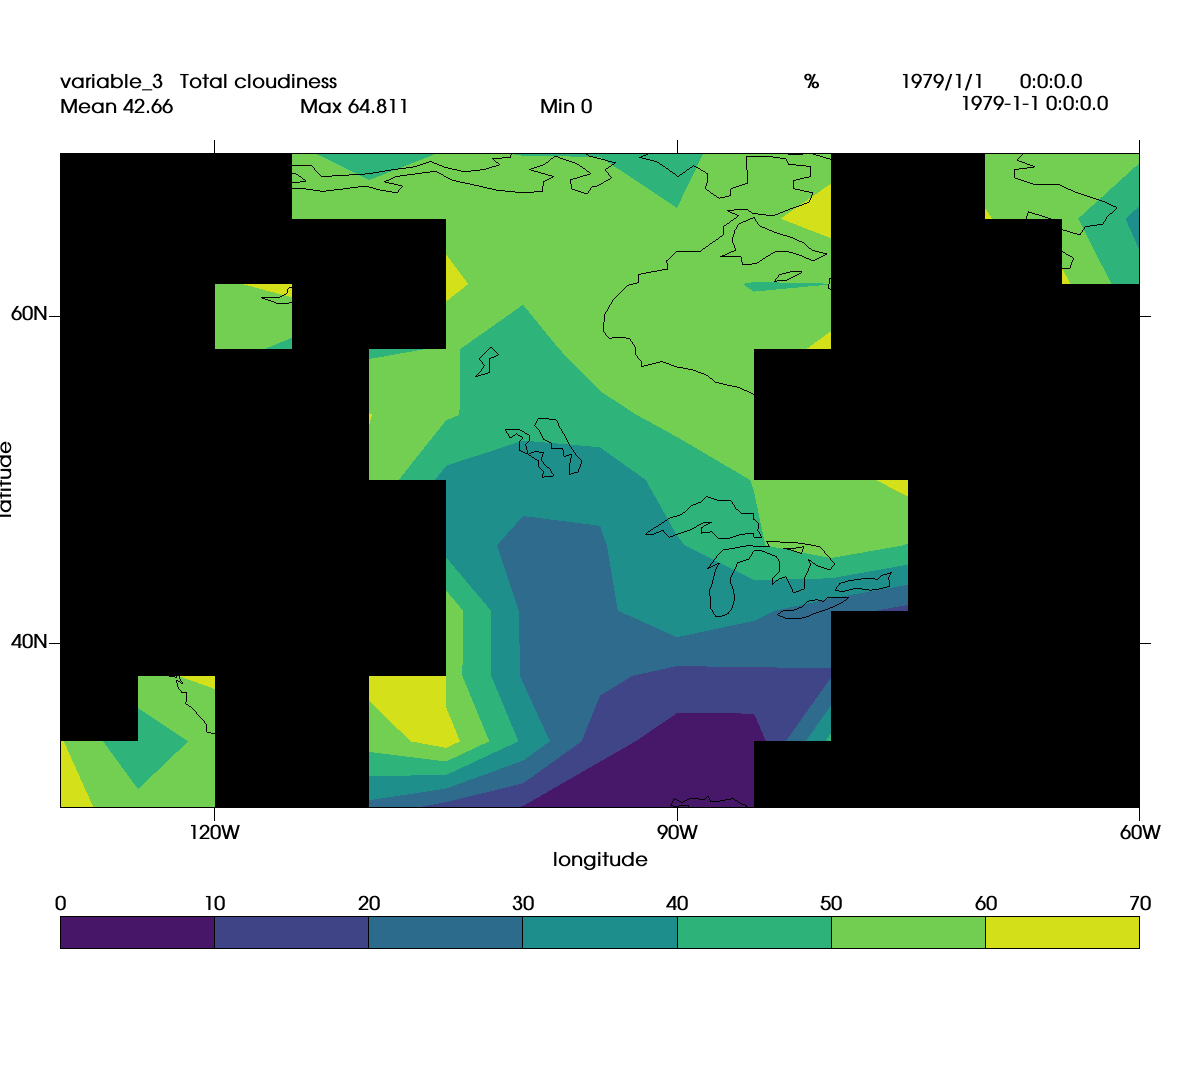 variable_3 Total cloudiness % 1979/1/1 0:0:0.0
Mean 42.66 Max 64.811 Min 0 1979-1-1 0:0:0.0
60N
latitude
40N
120W 90W 60W
longitude
0 10 20 30 40 50 60 70